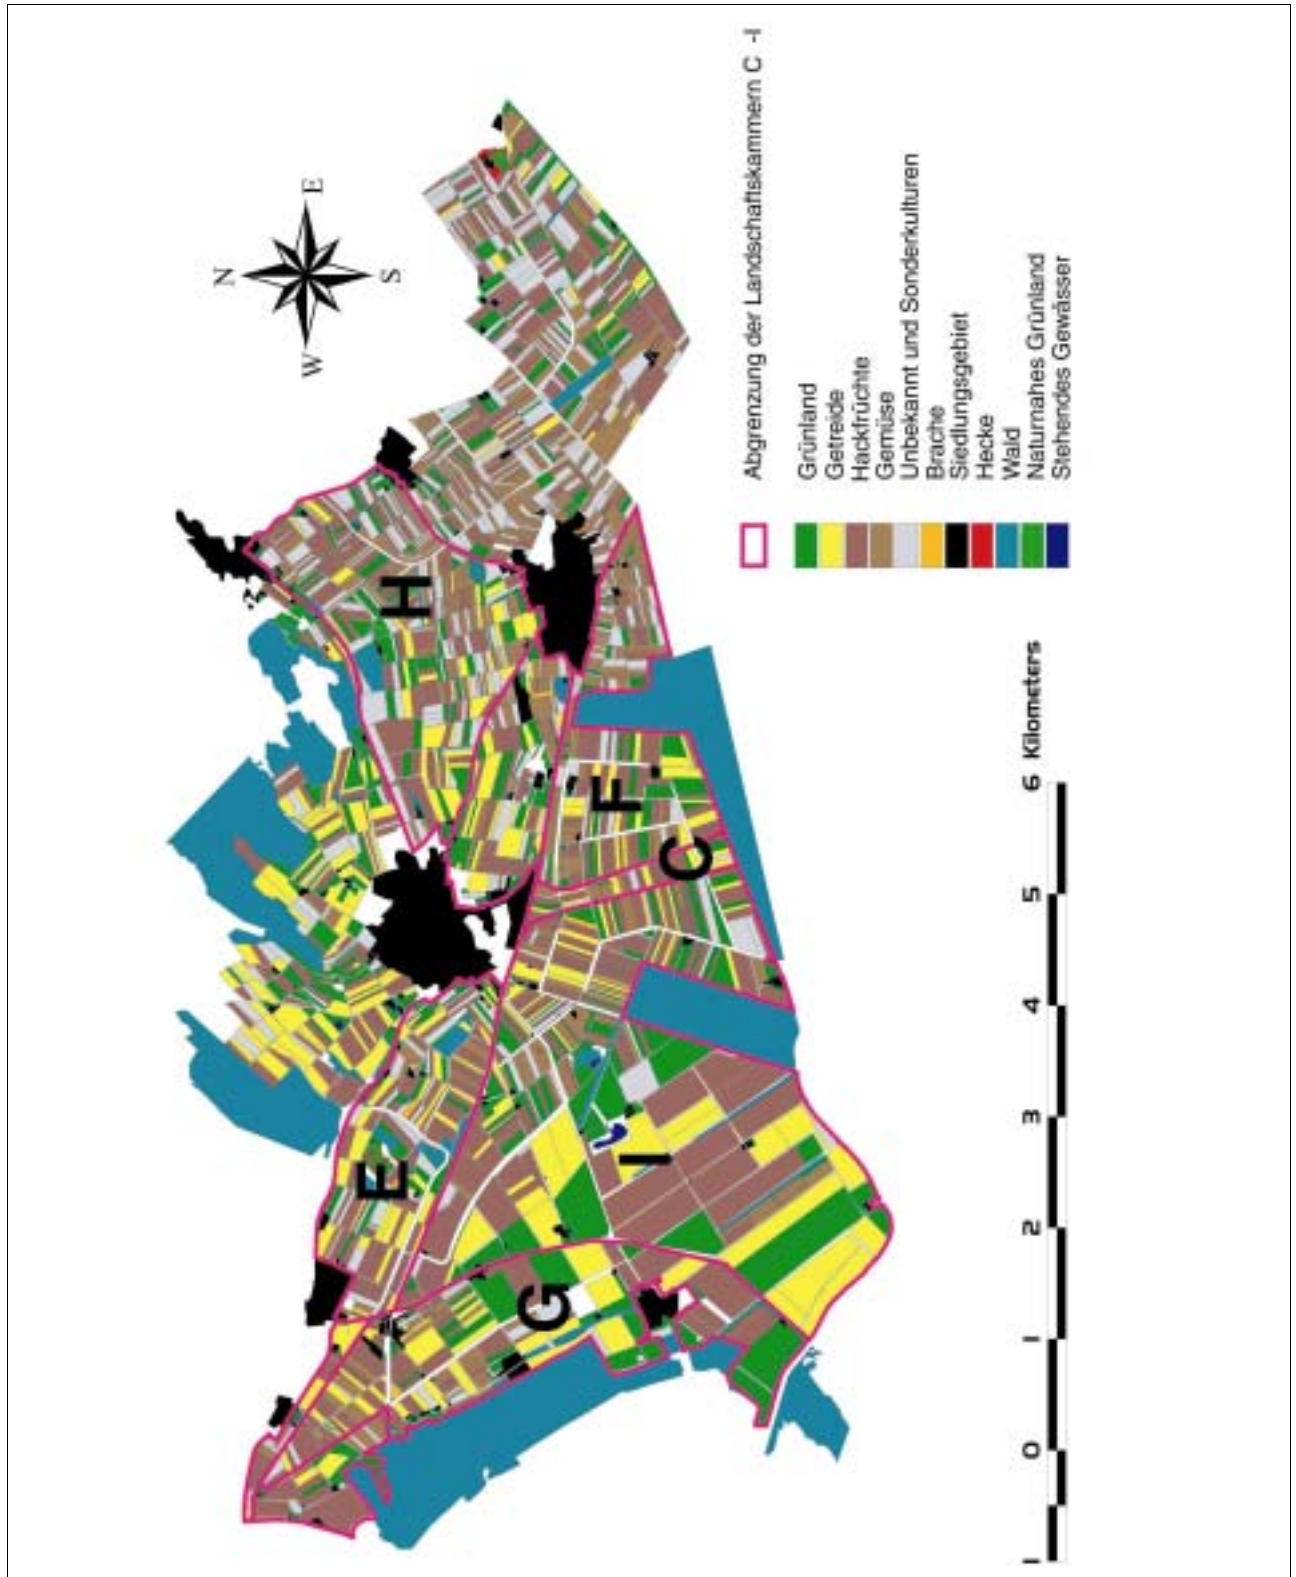 N
W
E
S
H
E
F
C
I
G
Abgrenzung der Landschaftskammern C -I
Grünland
Getreide
Hackfrüchte
Gemüse
Unbekannt und Sonderkulturen
Brache
Siedlungsgebiet
Hecke
Wald
Naturnahes Grünland
Stehendes Gewässer
1 0 1 2 3 4 5 6 Kilometers